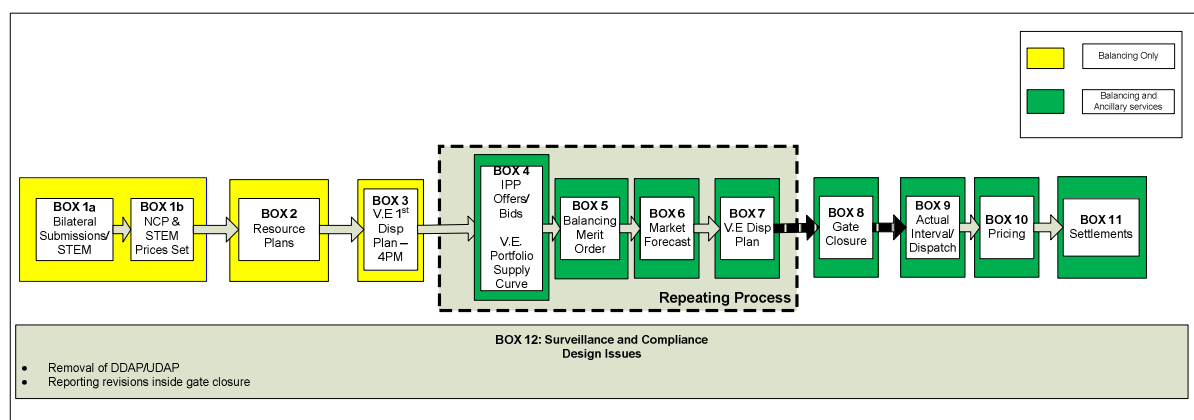 Balancing Only
Balancing and
Ancillary services
BOX 1a
Bilateral
Submissions/
STEM
BOX 1b
NCP &
STEM
Prices Set
BOX 2
Resource
Plans
BOX 3
V.E 1st
Disp
Plan –
4PM
BOX 4
IPP
Offers/
Bids
V.E.
Portfolio
Supply
Curve
BOX 5
Balancing
Merit
Order
BOX 6
Market
Forecast
BOX 7
V.E Disp
Plan
Repeating Process
BOX 8
Gate
Closure
BOX 9
Actual
Interval/
Dispatch
BOX 10
Pricing
BOX 11
Settlements
BOX 12: Surveillance and Compliance
Design Issues
• Removal of DDAP/UDAP
• Reporting revisions inside gate closure